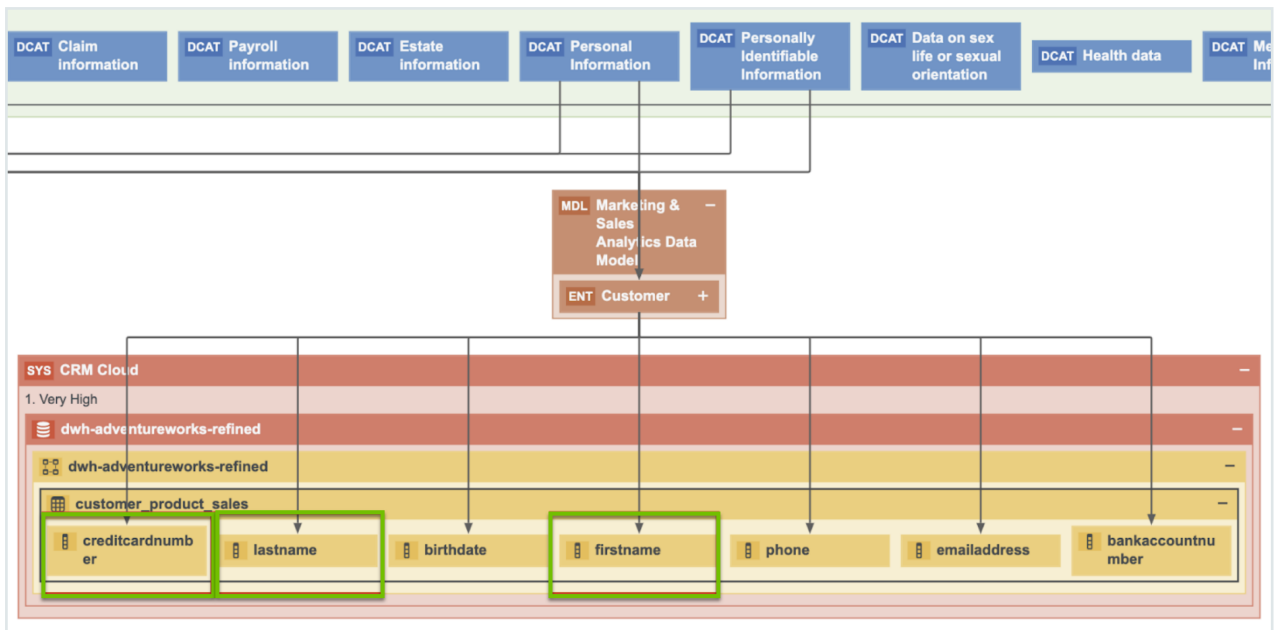 DCAT Claim
information
DCAT Payroll
information
DCAT Estate
information
DCAT Personal
Information
DCAT Personally
Identifiable
Information
DCAT Data on sex
life or sexual
orientation
DCAT Health data
DCAT Me
Inf
MDL Marketing & −
Sales
Analytics Data
Model
ENT Customer +
SYS CRM Cloud −
1. Very High
dwh-adventureworks-refined −
dwh-adventureworks-refined −
customer_product_sales −
creditcardnumb
er
lastname
birthdate
firstname
phone
emailaddress
bankaccountnu
mber